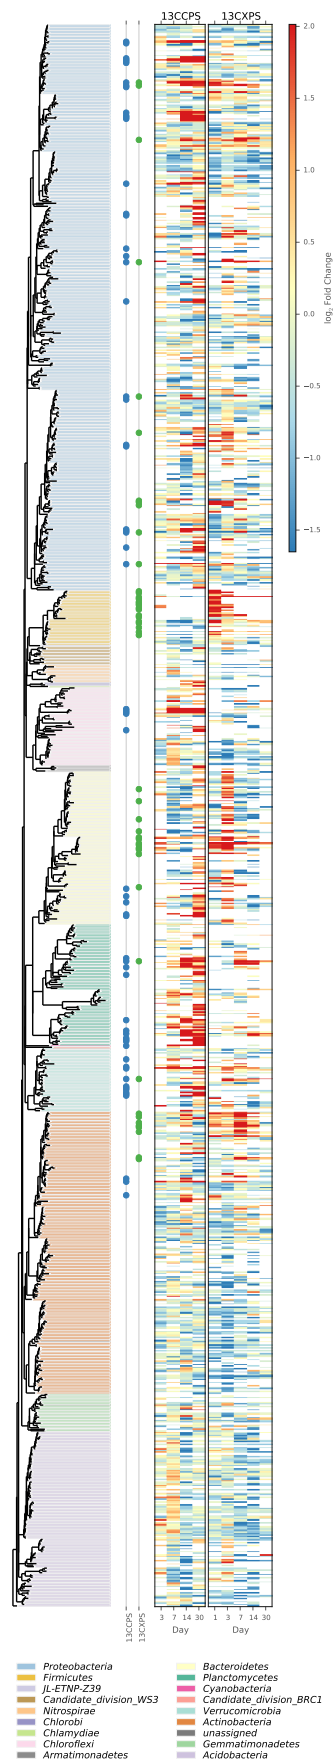 13CCPS 13CXPS
2.0
1.5
1.0
0.5
0.0
−0.5
−1.0
−1.5
log2 Fold Change
13CCPS
13CXPS
3 7 14 30
1 3 7 14 30
Day Day
Proteobacteria
Firmicutes
JL-ETNP-Z39
Candidate_division_WS3
Nitrospirae
Chlorobi
Chlamydiae
Chloroflexi
Armatimonadetes
Bacteroidetes
Planctomycetes
Cyanobacteria
Candidate_division_BRC1
Verrucomicrobia
Actinobacteria
unassigned
Gemmatimonadetes
Acidobacteria